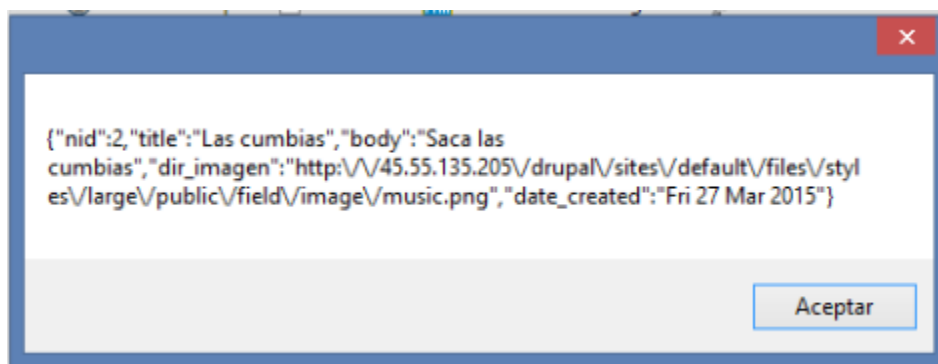 {"nid":2,"title":"Las cumbias","body":"Saca las
cumbias","dir_imagen":"http:\/\/45.55.135.205\/drupal\/sites\/default\/files\/styl
es\/large\/public\/field\/image\/music.png","date_created":"Fri 27 Mar 2015"}
Aceptar